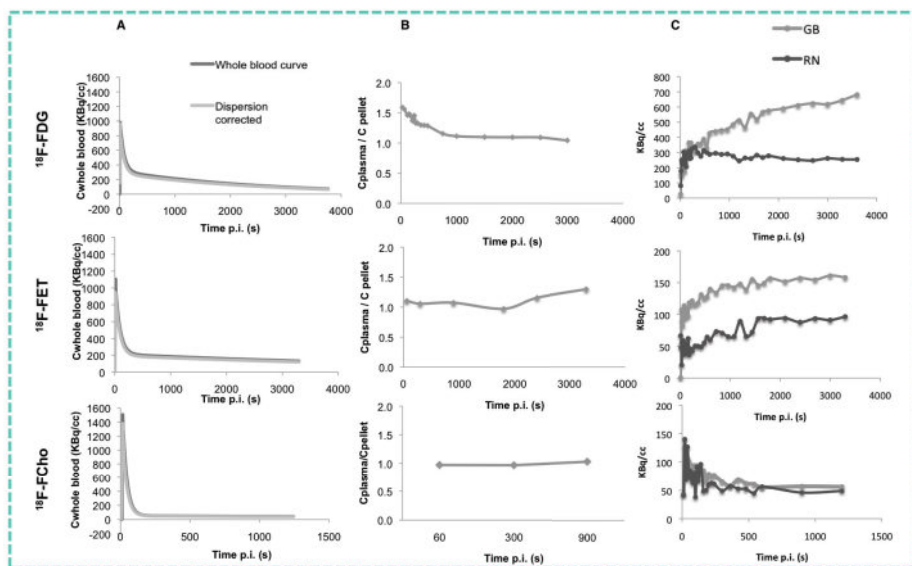 A
B
C
GB
RN
¹⁸F-FDG
Cwhole blood (KBq/cc)
1600
1400
1200
1000
800
600
400
200
0
-200
Whole blood curve
Dispersion
corrected
0
1000
2000
3000
4000
Time p.i. (s)
Cplasma / C pellet
2.0
1.5
1.0
0.5
0.0
0 1000 2000 3000 4000
Time p.i. (s)
KBq/cc
800
700
600
500
400
300
200
100
0
0 1000 2000 3000 4000
Time p.i. (s)
¹⁸F-FET
Cwhole blood (KBq/cc)
1600
1400
1200
1000
800
600
400
200
0
-200
0 1000 2000 3000 4000
Time p.i. (s)
Cplasma / C pellet
2.0
1.5
1.0
0.5
0.0
0 1000 2000 3000 4000
Time p.i. (s)
KBq/cc
200
150
100
50
0
0 1000 2000 3000 4000
Time p.i. (s)
¹⁸F-FCho
Cwhole blood (KBq/cc)
1600
1400
1200
1000
800
600
400
200
0
-200
0 500 1000 1500
Time p.i. (s)
Cplasma/Cpellet
2.0
1.5
1.0
0.5
0.0
60 300 900
Time p.i. (s)
KBq/cc
200
150
100
50
0
0 500 1000 1500
Time p.i. (s)